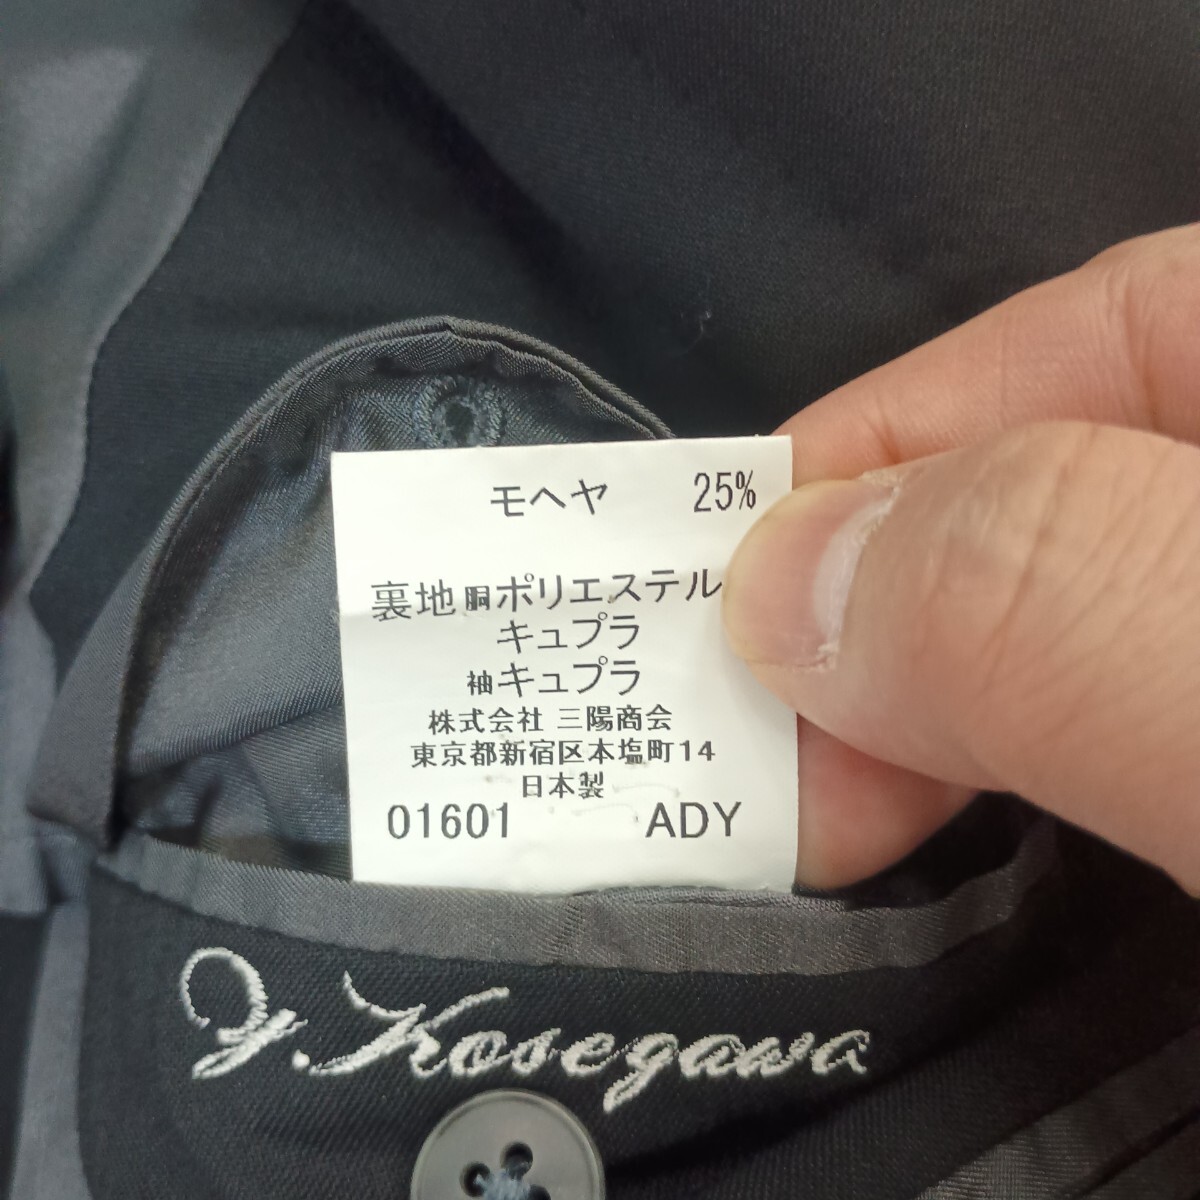 モヘヤ 25%
裏地 胴ポリエステル
キュプラ
袖キュプラ
株式会社 三陽商会
東京都新宿区本塩町14
日本製
01601 ADY
Y. Kosegawa